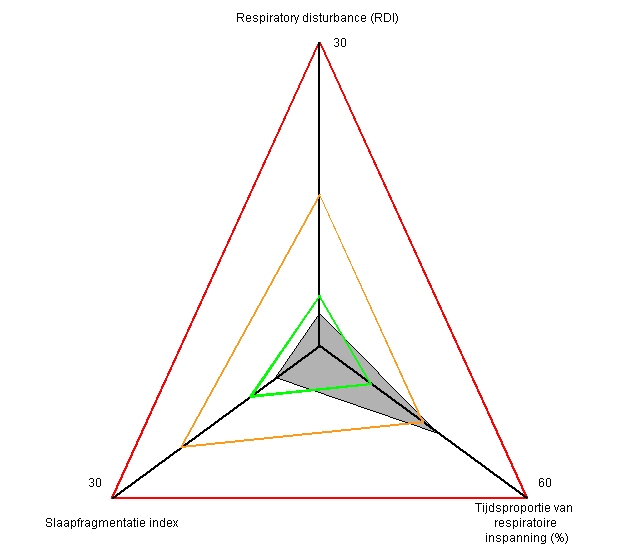 Respiratory disturbance (RDI)
30
30
60
Slaapfragmentatie index
Tijdsproportie van
respiratoire
inspanning (%)